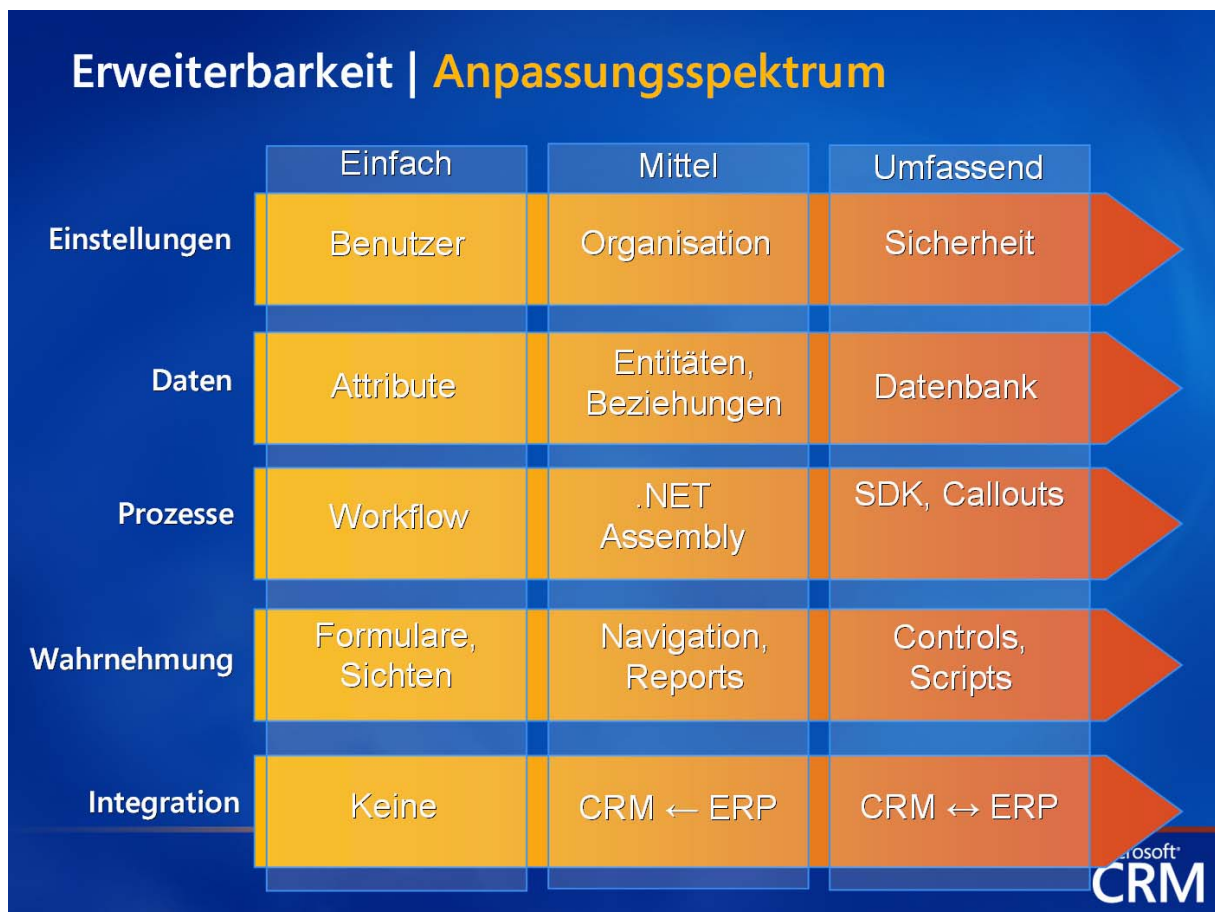 Erweiterbarkeit | Anpassungsspektrum
Einfach Mittel Umfassend
Einstellungen Benutzer Organisation Sicherheit
Daten Attribute Entitäten, Beziehungen Datenbank
Prozesse Workflow .NET Assembly SDK, Callouts
Wahrnehmung Formulare, Sichten Navigation, Reports Controls, Scripts
Integration Keine CRM ← ERP CRM ↔ ERP
CRM